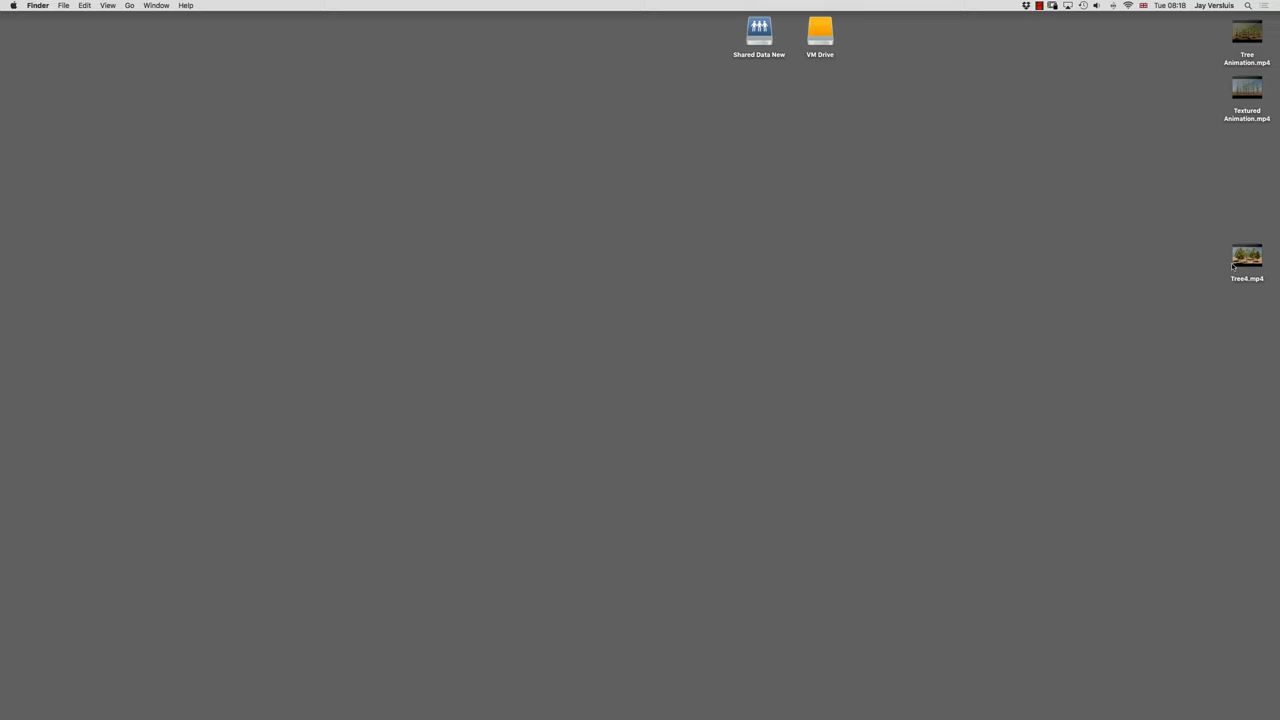 Finder File Edit View Go Window Help Tue 08:18 Jay Versluis
Shared Data New
VM Drive
Tree
Animation.mp4
Textured
Animation.mp4
Tree4.mp4